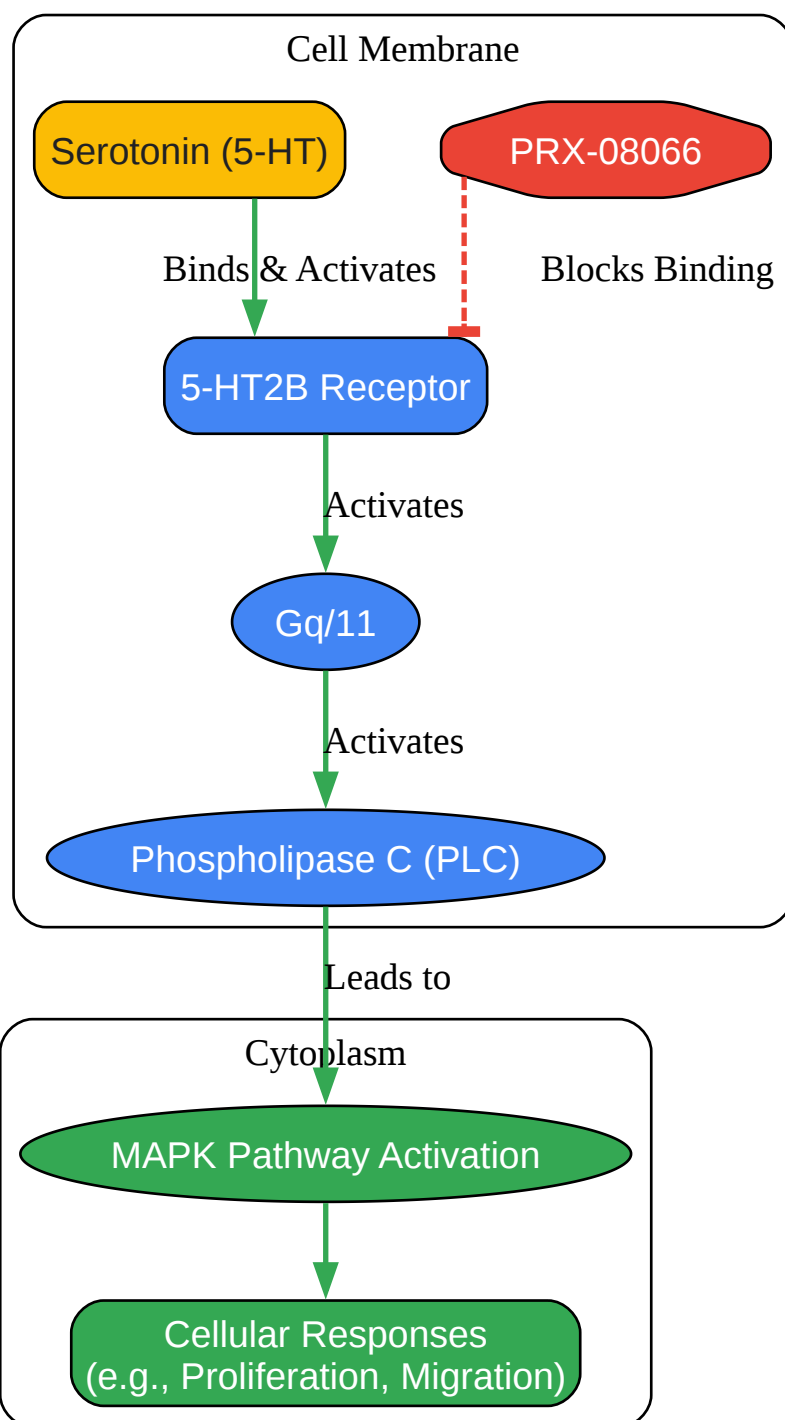 Cell Membrane
Serotonin (5-HT)
PRX-08066
Binds & Activates
Blocks Binding
5-HT2B Receptor
Activates
Gq/11
Activates
Phospholipase C (PLC)
Leads to
Cytoplasm
MAPK Pathway Activation
Cellular Responses
(e.g., Proliferation, Migration)